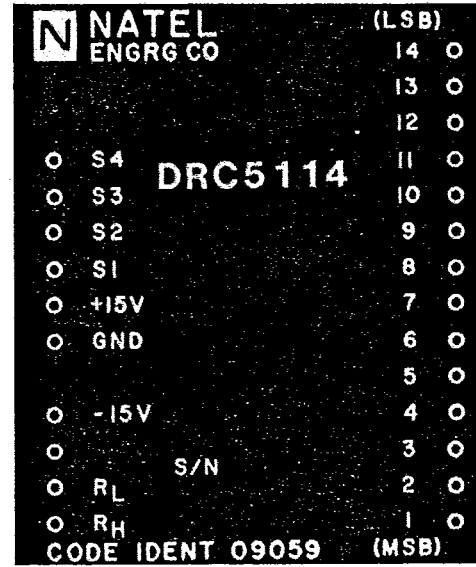 N NATEL
ENGRG CO
(LSB)
14
13
12
S4 DRC5114 11
S3 10
S2 9
S1 8
+15V 7
GND 6
5
-15V 4
3
S/N
RL 2
RH 1
CODE IDENT 09059 (MSB)